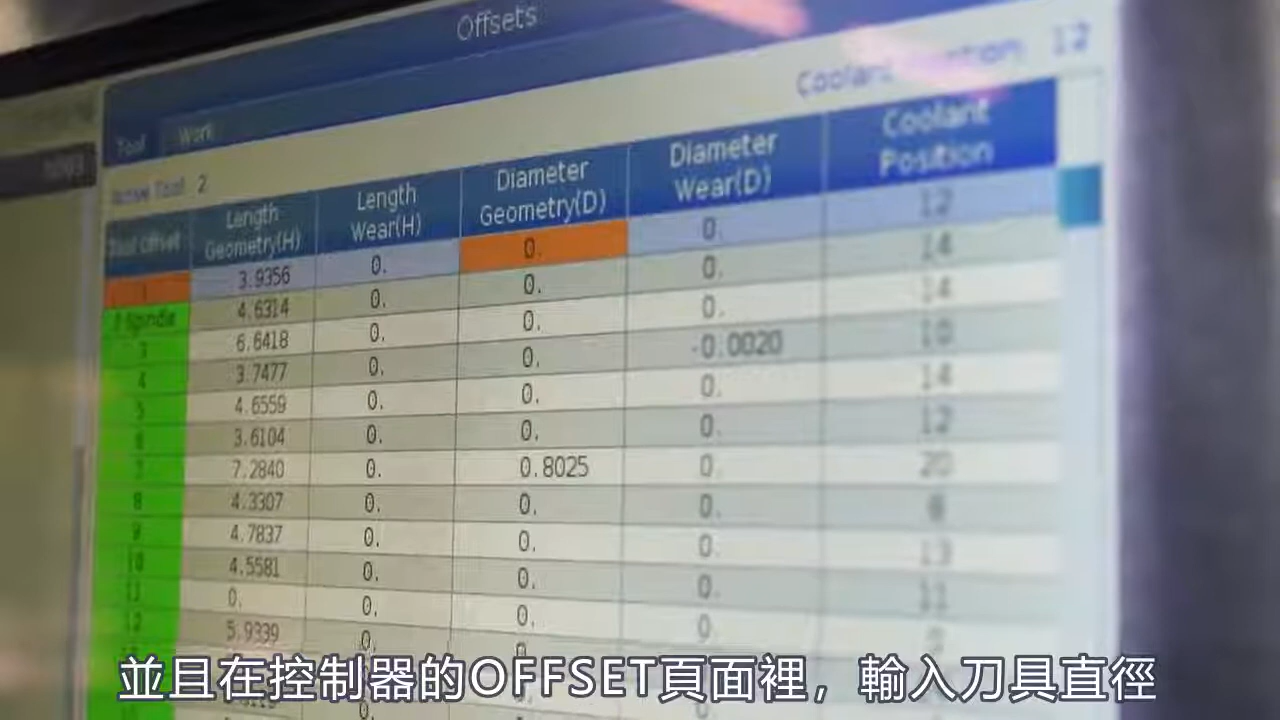 Offsets
Coolant Position 12
Tool Work
Active Tool 2
Tool Offset Length Geometry(H) Length Wear(H) Diameter Geometry(D) Diameter Wear(D) Coolant Position
1 3.9356 0. 0. 0. 12
2 Spindle 4.6314 0. 0. 0. 14
3 6.6418 0. 0. 0. 14
4 3.7477 0. 0. -0.0020 10
5 4.6559 0. 0. 0. 14
6 3.6104 0. 0. 0. 12
7 7.2840 0. 0.8025 0. 20
8 4.3307 0. 0. 0. 8
9 4.7837 0. 0. 0. 13
10 4.5581 0. 0. 0. 11
11 0. 0. 0. 0.
12 5.9339 0. 0.
並且在控制器的OFFSET頁面裡，輸入刀具直徑